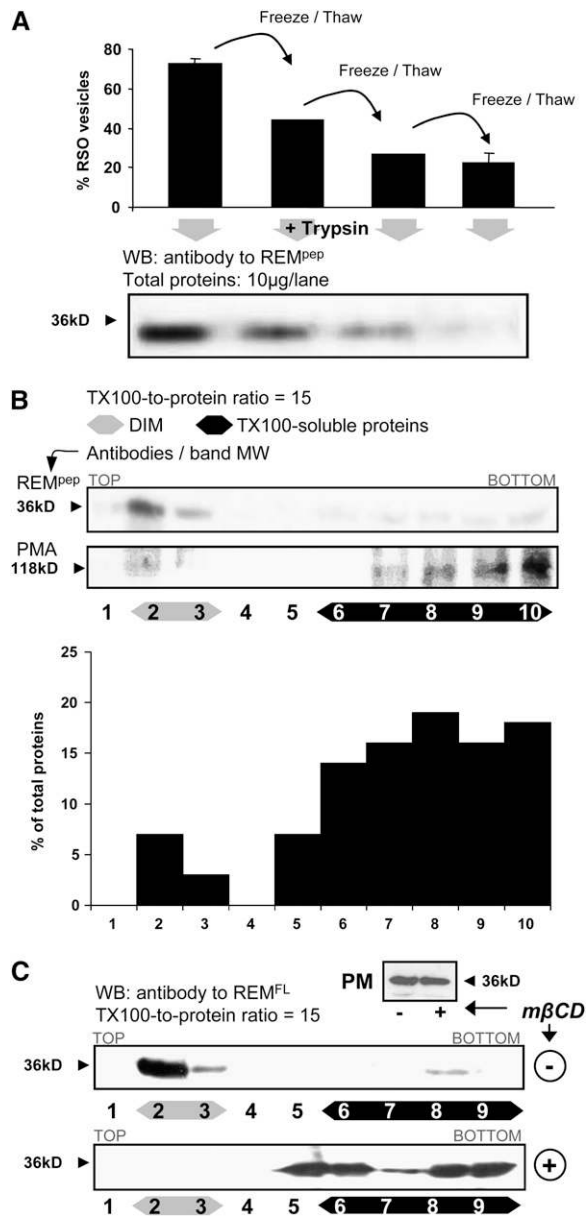 A
Freeze / Thaw
Freeze / Thaw
Freeze / Thaw
% RSO vesicles
80
60
40
20
0
+ Trypsin
WB: antibody to REMpep
Total proteins: 10µg/lane
36kD
B
TX100-to-protein ratio = 15
DIM
TX100-soluble proteins
Antibodies / band MW
REMpep
TOP
BOTTOM
36kD
PMA
118kD
1 2 3 4 5 6 7 8 9 10
% of total proteins
25
20
15
10
5
0
1 2 3 4 5 6 7 8 9 10
C
WB: antibody to REMFL
TX100-to-protein ratio = 15
PM
36kD
- +
mβCD
TOP
BOTTOM
36kD
-
1 2 3 4 5 6 7 8 9
TOP
BOTTOM
36kD
+
1 2 3 4 5 6 7 8 9